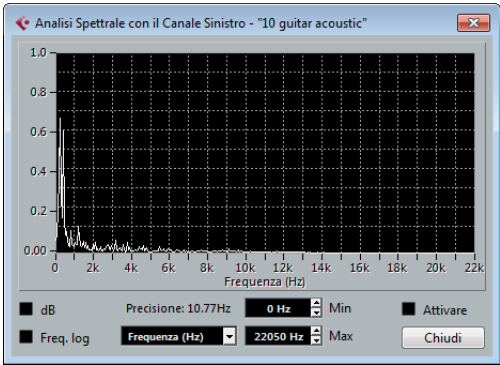 Analisi Spettrale con il Canale Sinistro - "10 guitar acoustic"
1.0
0.8
0.6
0.4
0.2
0.00
0 2k 4k 6k 8k 10k 12k 14k 16k 18k 20k 22k
Frequenza (Hz)
dB Precisione: 10.77Hz 0 Hz Min Attivare
Freq. log Frequenza (Hz) 22050 Hz Max Chiudi